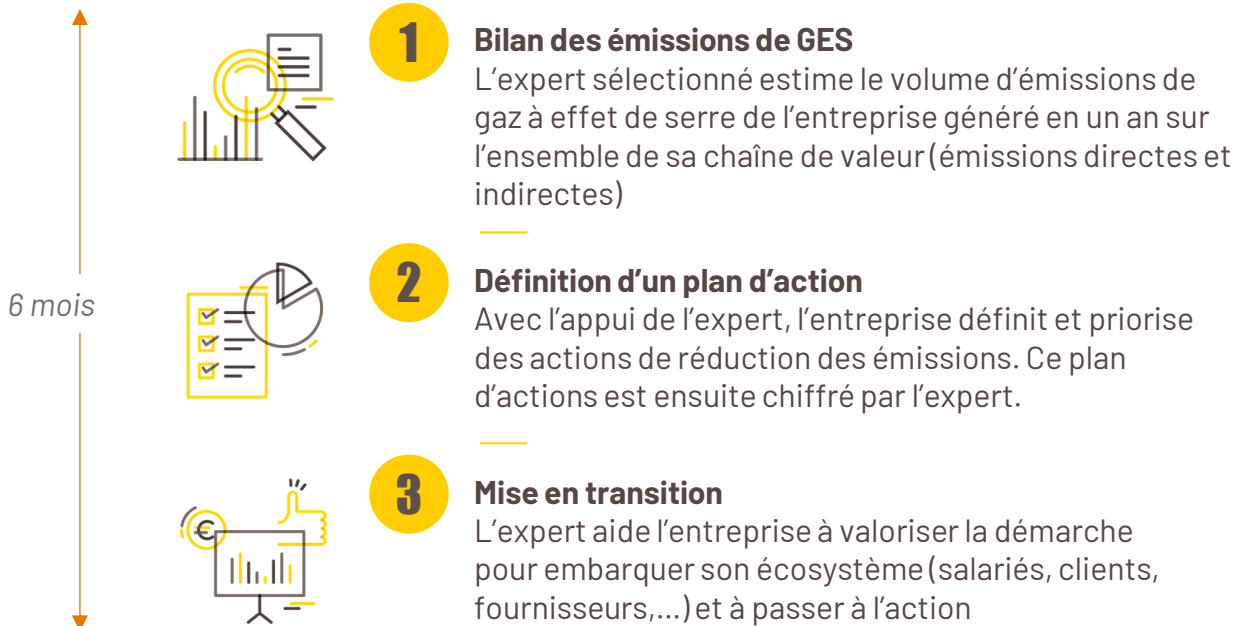 1
Bilan des émissions de GES
L’expert sélectionné estime le volume d’émissions de
gaz à effet de serre de l’entreprise généré en un an sur
l’ensemble de sa chaîne de valeur (émissions directes et
indirectes)
6 mois
2
Définition d’un plan d’action
Avec l’appui de l’expert, l’entreprise définit et priorise
des actions de réduction des émissions. Ce plan
d’actions est ensuite chiffré par l’expert.
€
3
Mise en transition
L’expert aide l’entreprise à valoriser la démarche
pour embarquer son écosystème (salariés, clients,
fournisseurs,…) et à passer à l’action